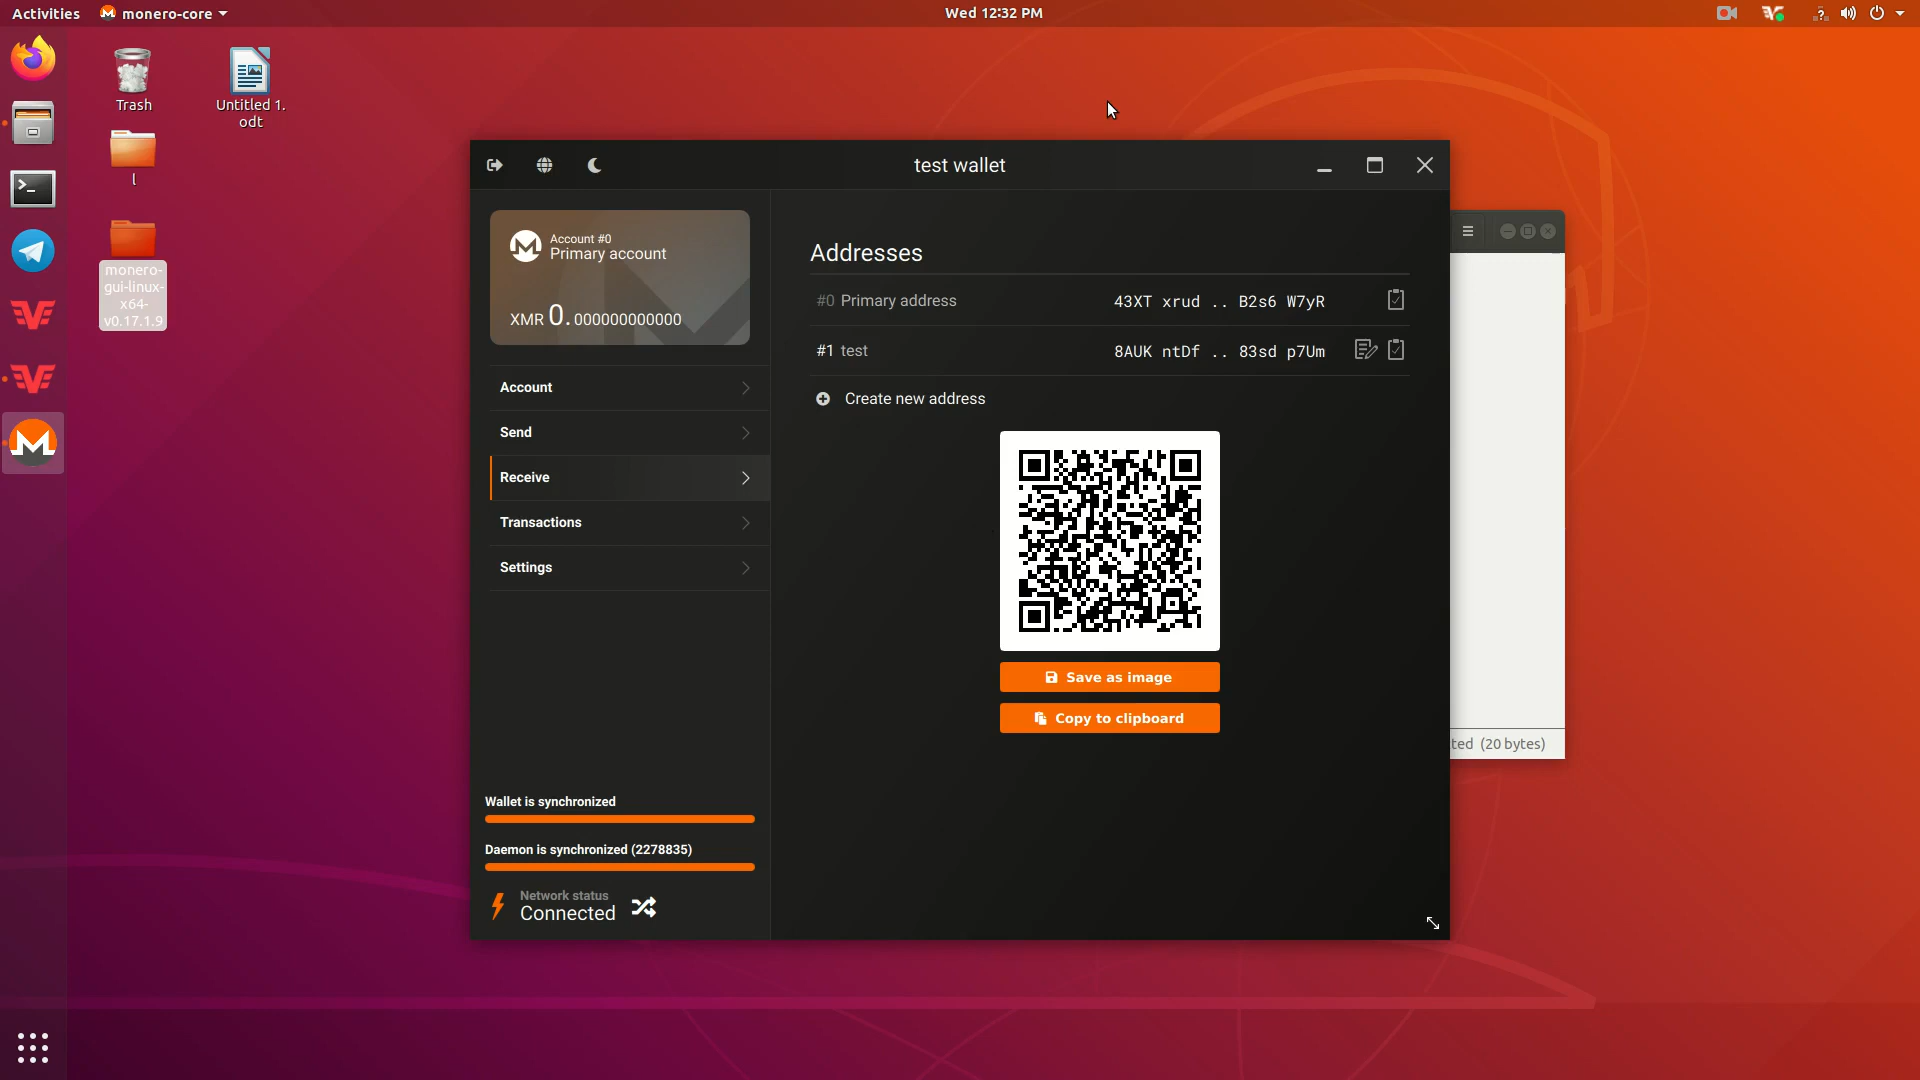 Activities
monero-core
Wed 12:32 PM
Trash
Untitled 1.
odt
l
monero-
gui-linux-
x64-
v0.17.1.9
test wallet
Account #0
Primary account
XMR 0.000000000000
Account
Send
Receive
Transactions
Settings
Wallet is synchronized
Daemon is synchronized (2278835)
Network status
Connected
Addresses
#0 Primary address 43XT xrud .. B2s6 W7yR
#1 test 8AUK ntDf .. 83sd p7Um
Create new address
Save as image
Copy to clipboard
ted (20 bytes)